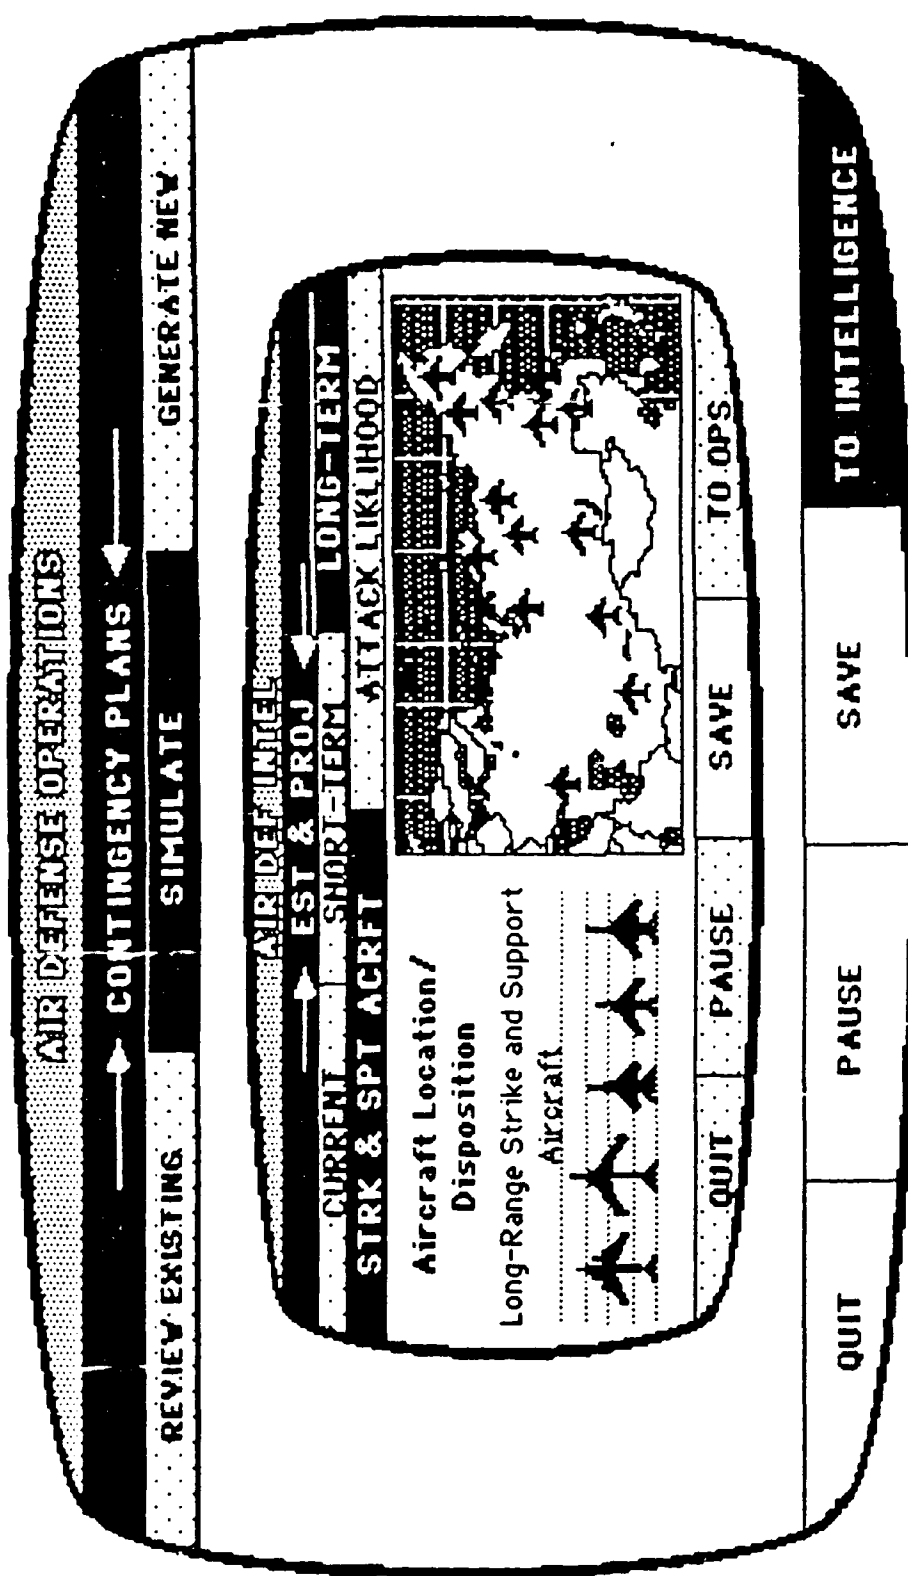 AIR DEFENSE OPERATIONS
CONTINGENCY PLANS
REVIEW EXISTING SIMULATE GENERATE NEW
AIR DEF INTEL
EST & PROJ
CURRENT SHORT-TERM LONG-TERM
STRK & SPT ACRFT ATTACK LIKLIHOOD
Aircraft Location/
Disposition
Long-Range Strike and Support
Aircraft
QUIT PAUSE SAVE TO OPS
QUIT PAUSE SAVE TO INTELLIGENCE